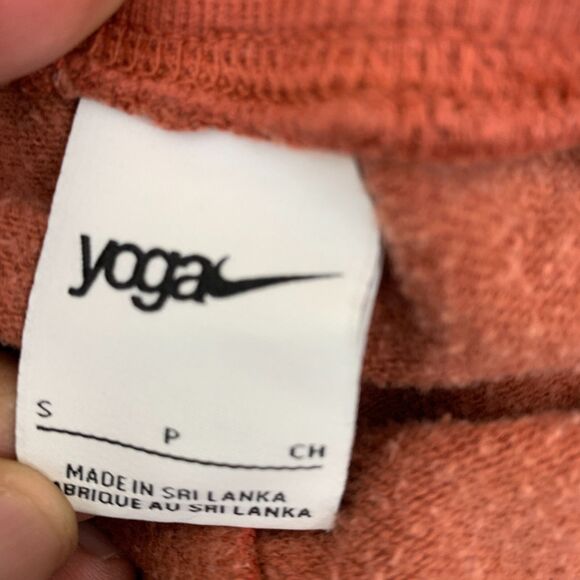 yoga
S P CH
MADE IN SRI LANKA
ABRIQUE AU SRI LANKA